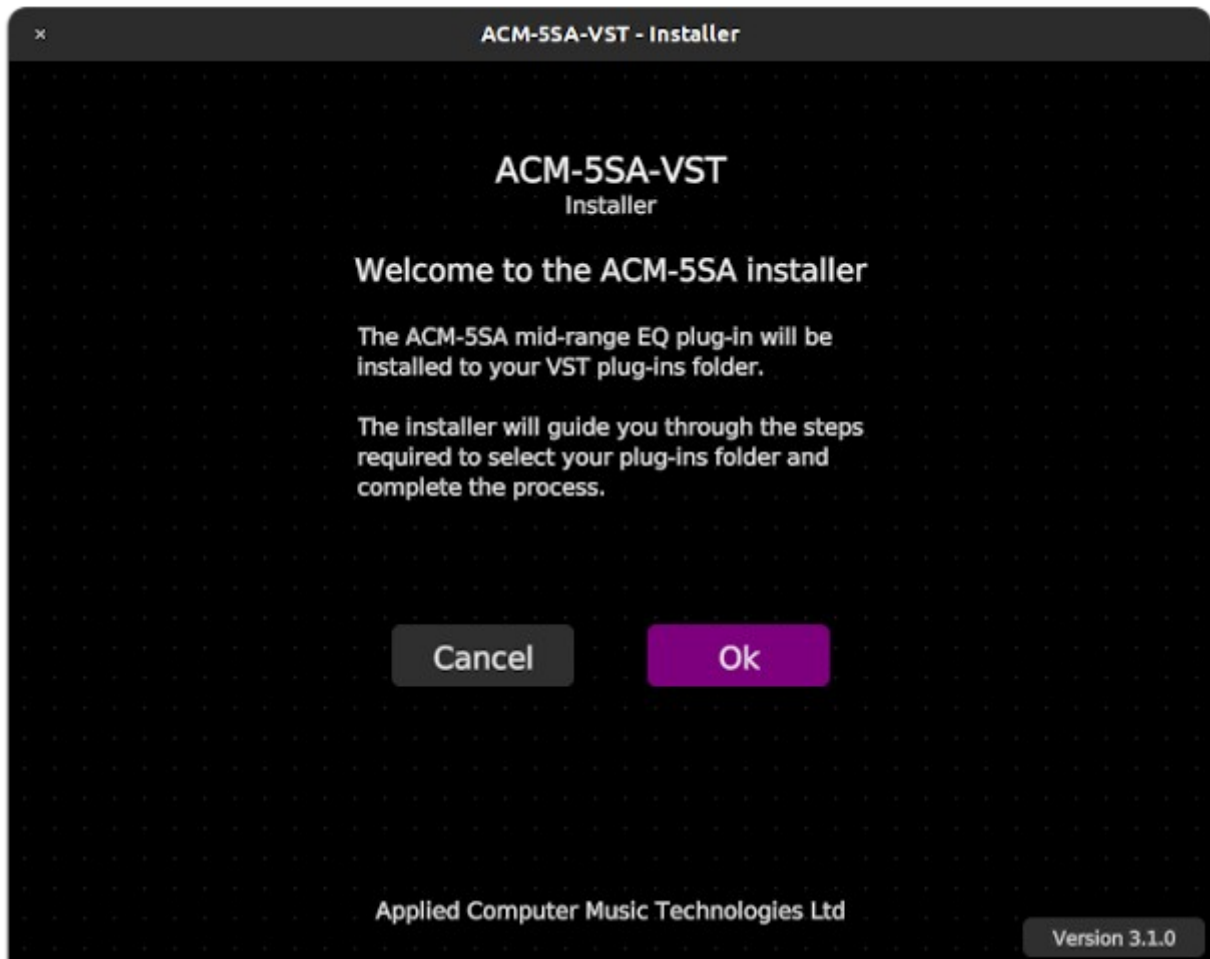 ×
ACM-5SA-VST - Installer
ACM-5SA-VST
Installer
Welcome to the ACM-5SA installer
The ACM-5SA mid-range EQ plug-in will be
installed to your VST plug-ins folder.
The installer will guide you through the steps
required to select your plug-ins folder and
complete the process.
Cancel
Ok
Applied Computer Music Technologies Ltd
Version 3.1.0